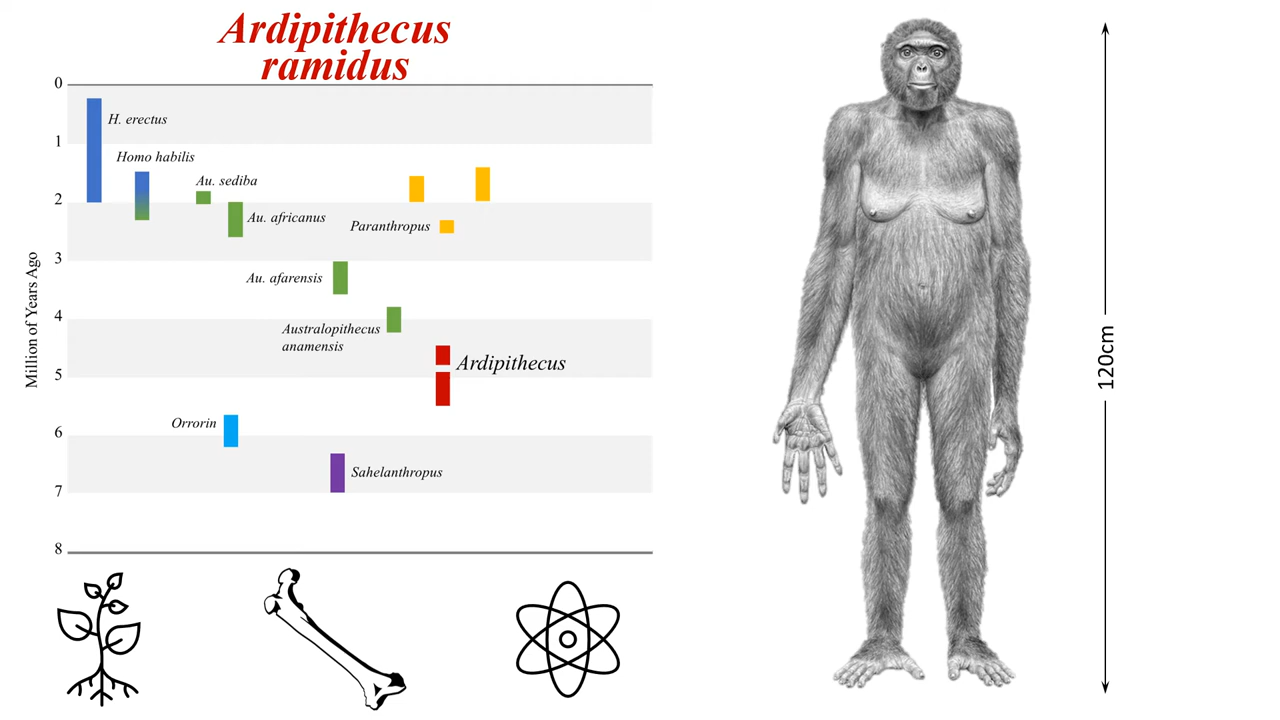 Ardipithecus
ramidus
0
H. erectus
1
Homo habilis
Au. sediba
2
Au. africanus
Paranthropus
3
Au. afarensis
4
Australopithecus
anamensis
Ardipithecus
5
Orrorin
6
Sahelanthropus
7
8
Million of Years Ago
120cm